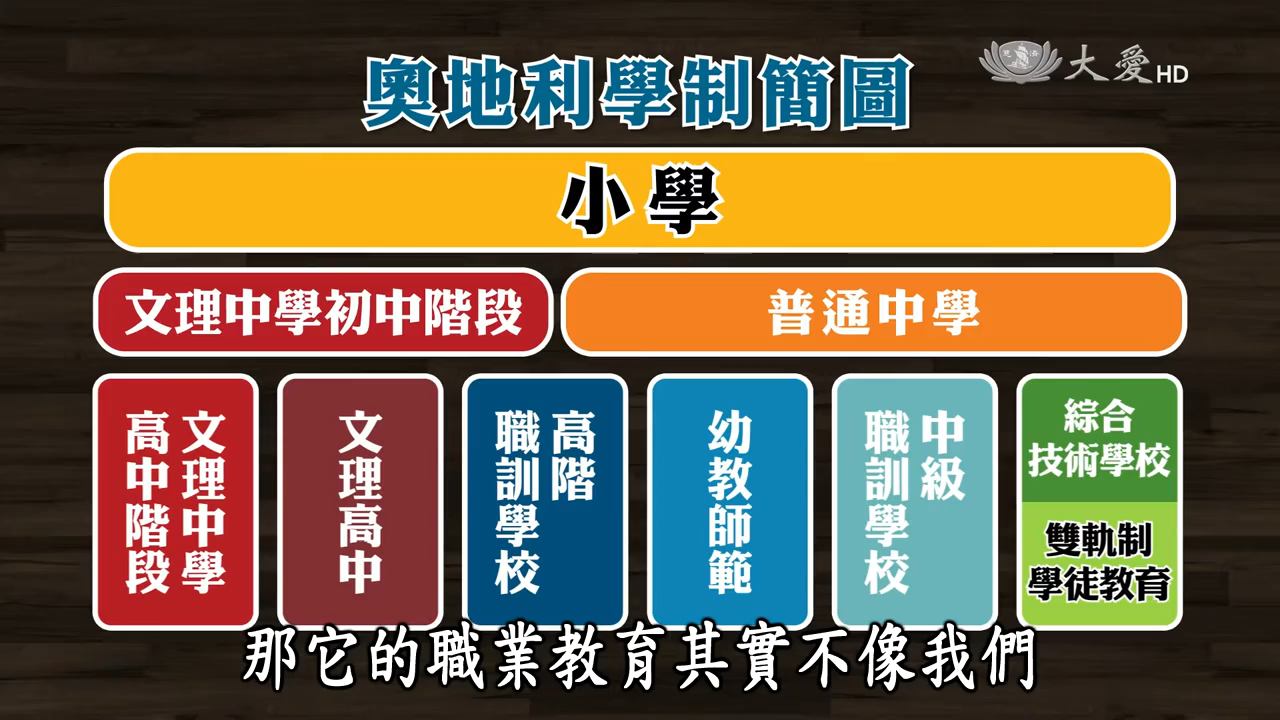 奧地利學制簡圖
大愛HD
小學
文理中學初中階段
普通中學
文理中學
高中階段
文理高中
高階
職訓學校
幼教師範
中級
職訓學校
綜合
技術學校
雙軌制
學徒教育
那它的職業教育其實不像我們